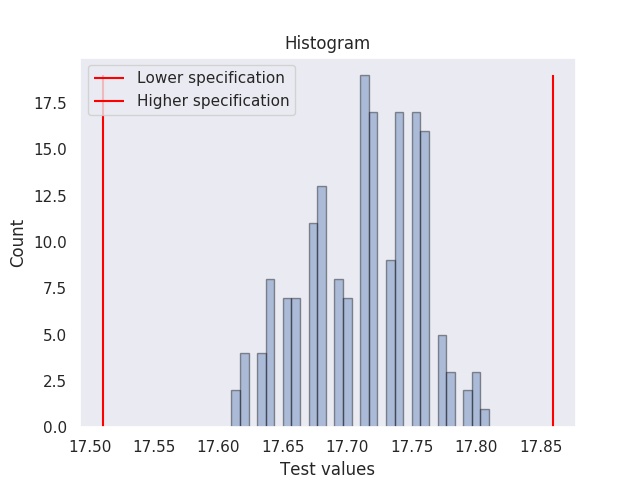 Histogram
Lower specification
Higher specification
17.5
15.0
12.5
10.0
7.5
5.0
2.5
0.0
Count
17.50 17.55 17.60 17.65 17.70 17.75 17.80 17.85
Test values